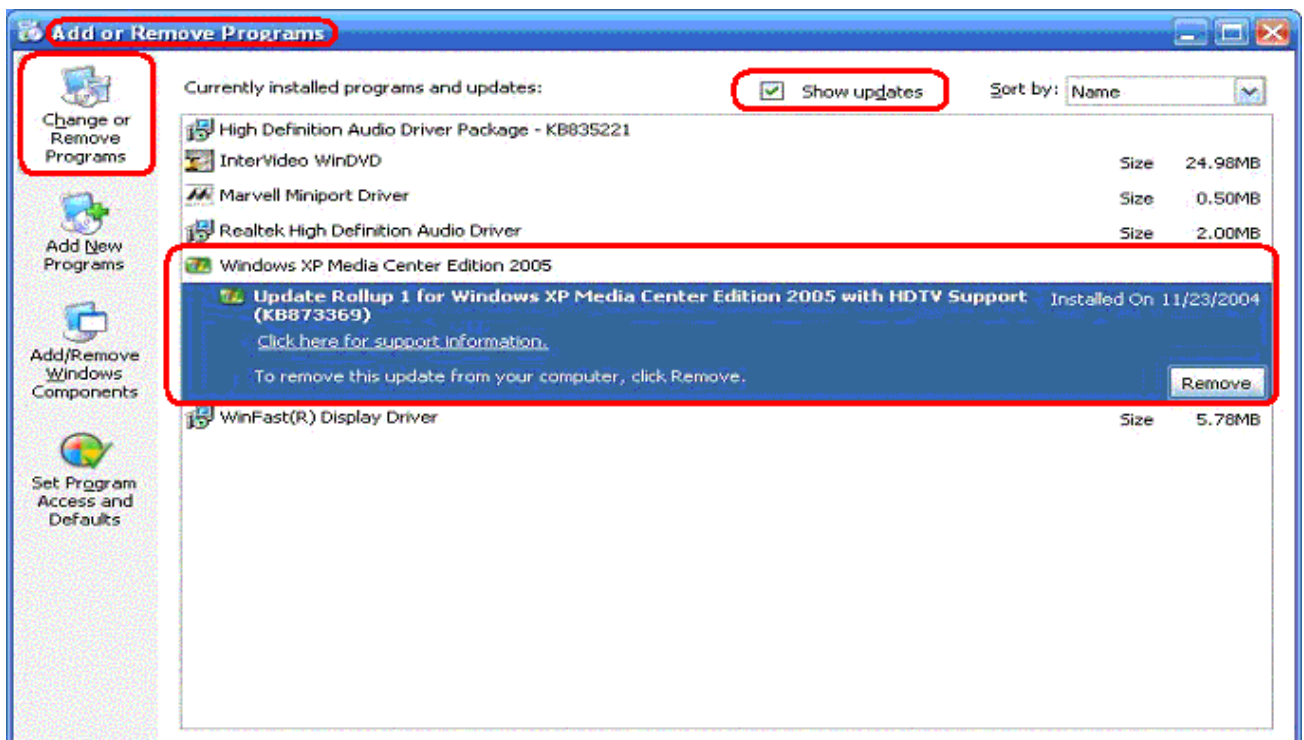 Add or Remove Programs
Change or
Remove
Programs
Add New
Programs
Add/Remove
Windows
Components
Set Program
Access and
Defaults
Currently installed programs and updates:
Show updates
Sort by: Name
High Definition Audio Driver Package - KB835221
InterVideo WinDVD Size 24.98MB
Marvell Miniport Driver Size 0.50MB
Realtek High Definition Audio Driver Size 2.00MB
Windows XP Media Center Edition 2005
Update Rollup 1 for Windows XP Media Center Edition 2005 with HDTV Support Installed On 11/23/2004
(KB873369)
Click here for support information.
To remove this update from your computer, click Remove.
Remove
WinFast(R) Display Driver Size 5.78MB